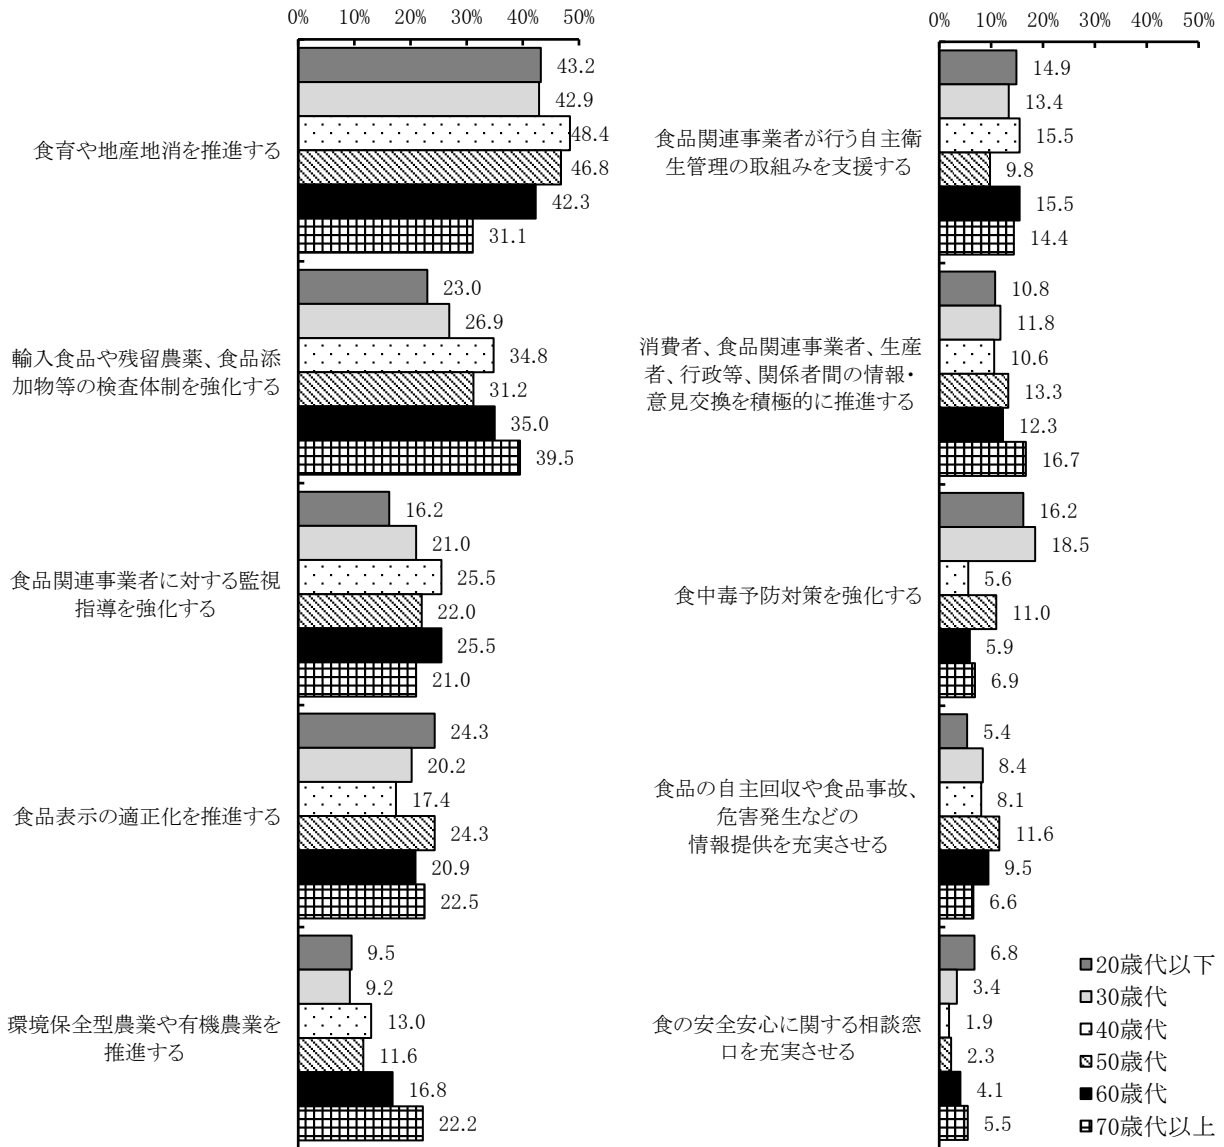 0% 10% 20% 30% 40% 50%
食育や地産地消を推進する
43.2
42.9
48.4
46.8
42.3
31.1
輸入食品や残留農薬、食品添
加物等の検査体制を強化する
23.0
26.9
34.8
31.2
35.0
39.5
食品関連事業者に対する監視
指導を強化する
16.2
21.0
25.5
22.0
25.5
21.0
食品表示の適正化を推進する
24.3
20.2
17.4
24.3
20.9
22.5
環境保全型農業や有機農業を
推進する
9.5
9.2
13.0
11.6
16.8
22.2
0% 10% 20% 30% 40% 50%
食品関連事業者が行う自主衛
生管理の取組みを支援する
14.9
13.4
15.5
9.8
15.5
14.4
消費者、食品関連事業者、生産
者、行政等、関係者間の情報・
意見交換を積極的に推進する
10.8
11.8
10.6
13.3
12.3
16.7
食中毒予防対策を強化する
16.2
18.5
5.6
11.0
5.9
6.9
食品の自主回収や食品事故、
危害発生などの
情報提供を充実させる
5.4
8.4
8.1
11.6
9.5
6.6
食の安全安心に関する相談窓
口を充実させる
6.8
3.4
1.9
2.3
4.1
5.5
20歳代以下
30歳代
40歳代
50歳代
60歳代
70歳代以上